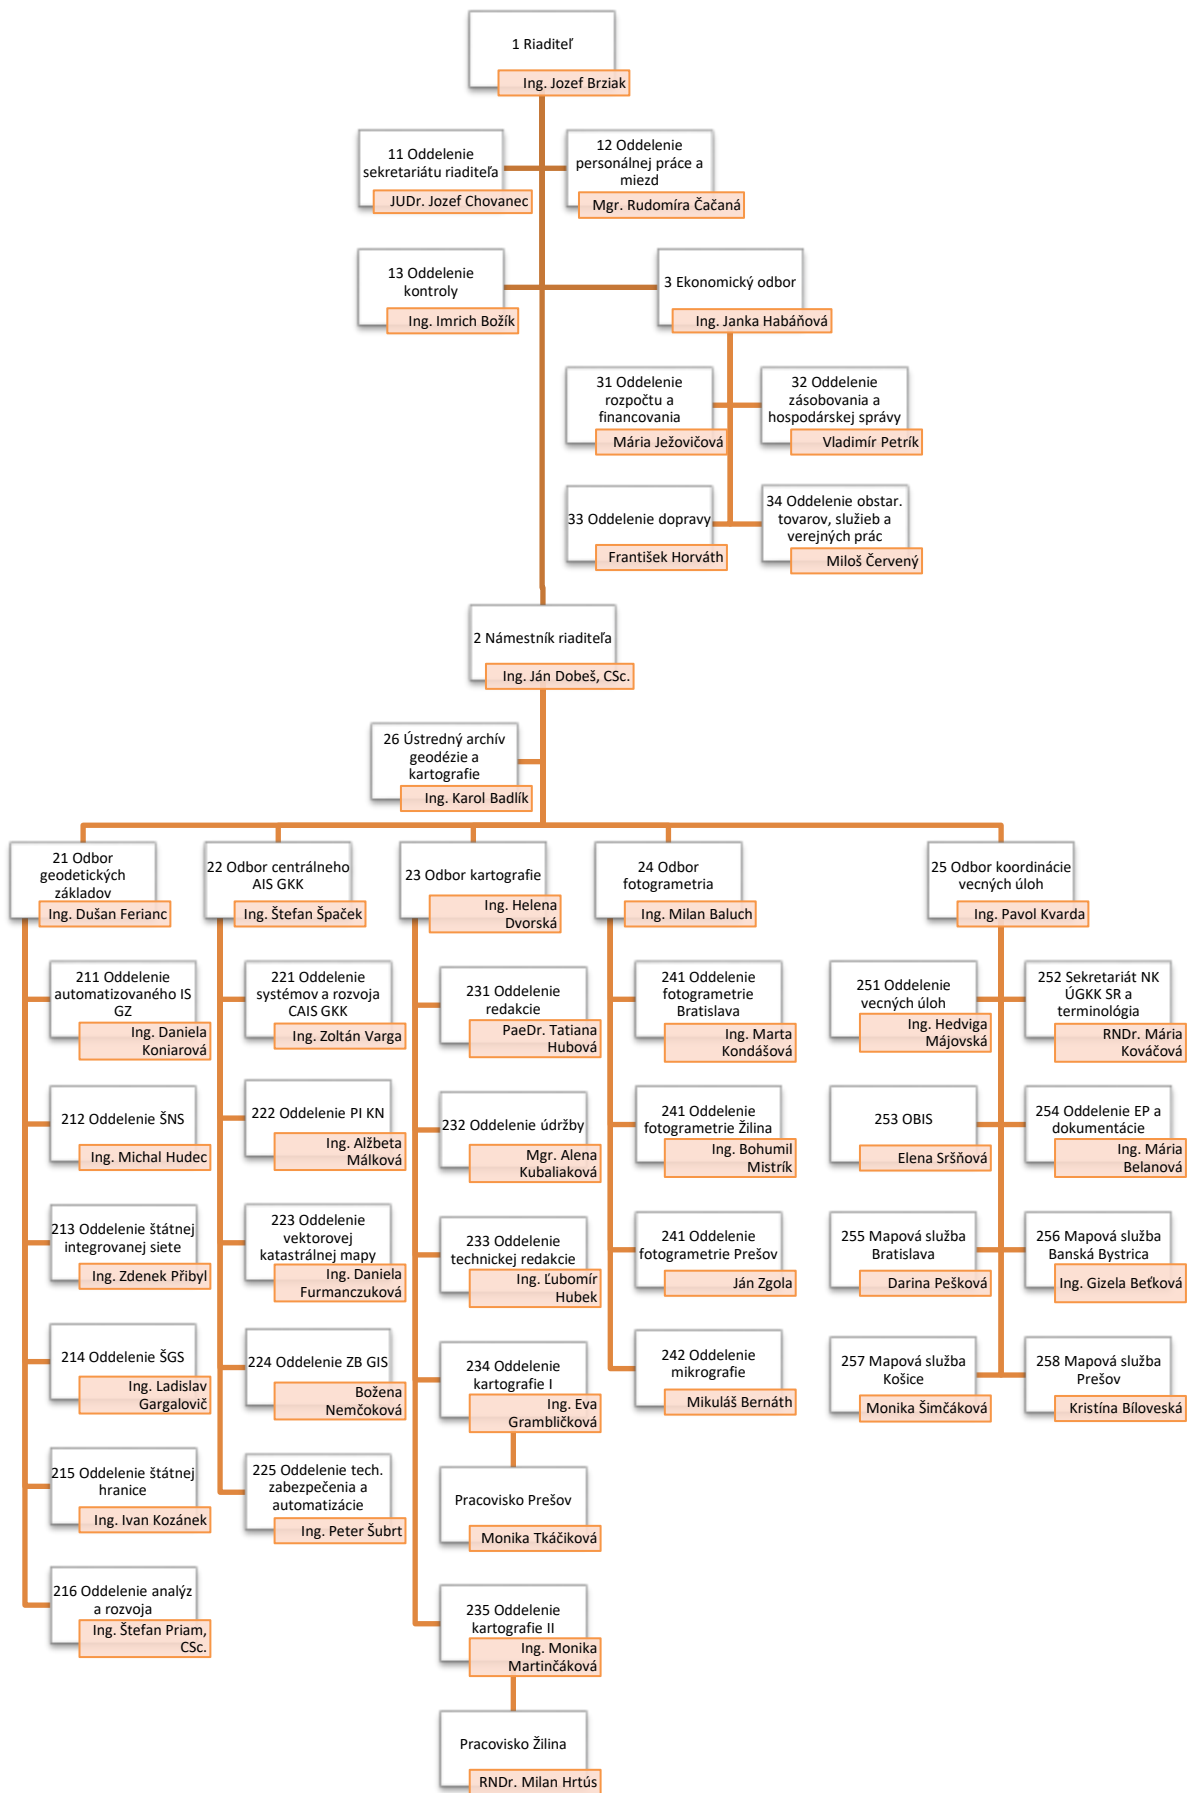 1 Riaditeľ
Ing. Jozef Brziak
11 Oddelenie
sekretariátu riaditeľa
JUDr. Jozef Chovanec
12 Oddelenie
personálnej práce a
miezd
Mgr. Rudomíra Čačaná
13 Oddelenie
kontroly
Ing. Imrich Božík
3 Ekonomický odbor
Ing. Janka Habáňová
31 Oddelenie
rozpočtu a
financovania
Mária Ježovičová
32 Oddelenie
zásobovania a
hospodárskej správy
Vladimír Petrík
33 Oddelenie dopravy
František Horváth
34 Oddelenie obstar.
tovarov, služieb a
verejných prác
Miloš Červený
2 Námestník riaditeľa
Ing. Ján Dobeš, CSc.
26 Ústredný archív
geodézie a
kartografie
Ing. Karol Badlík
21 Odbor
geodetických
základov
Ing. Dušan Ferianc
211 Oddelenie
automatizovaného IS
GZ
Ing. Daniela
Koniarová
212 Oddelenie ŠNS
Ing. Michal Hudec
213 Oddelenie štátnej
integrovanej siete
Ing. Zdenek Přibyl
214 Oddelenie ŠGS
Ing. Ladislav
Gargalovič
215 Oddelenie štátnej
hranice
Ing. Ivan Kozánek
216 Oddelenie analýz
a rozvoja
Ing. Štefan Priam,
CSc.
22 Odbor centrálneho
AIS GKK
Ing. Štefan Špaček
221 Oddelenie
systémov a rozvoja
CAIS GKK
Ing. Zoltán Varga
222 Oddelenie PI KN
Ing. Alžbeta
Málková
223 Oddelenie
vektorovej
katastrálnej mapy
Ing. Daniela
Furmanczuková
224 Oddelenie ZB GIS
Božena
Nemčoková
225 Oddelenie tech.
zabezpečenia a
automatizácie
Ing. Peter Šubrt
23 Odbor kartografie
Ing. Helena
Dvorská
231 Oddelenie
redakcie
PaeDr. Tatiana
Hubová
232 Oddelenie údržby
Mgr. Alena
Kubaliaková
233 Oddelenie
technickej redakcie
Ing. Ľubomír
Hubek
234 Oddelenie
kartografie I
Ing. Eva
Grambličková
Pracovisko Prešov
Monika Tkáčiková
235 Oddelenie
kartografie II
Ing. Monika
Martinčáková
Pracovisko Žilina
RNDr. Milan Hrtús
24 Odbor
fotogrametria
Ing. Milan Baluch
241 Oddelenie
fotogrametrie
Bratislava
Ing. Marta
Kondášová
241 Oddelenie
fotogrametrie Žilina
Ing. Bohumil
Mistrík
241 Oddelenie
fotogrametrie Prešov
Ján Zgola
242 Oddelenie
mikrografie
Mikuláš Bernáth
25 Odbor koordinácie
vecných úloh
Ing. Pavol Kvarda
251 Oddelenie
vecných úloh
Ing. Hedviga
Májovská
252 Sekretariát NK
ÚGKK SR a
terminológia
RNDr. Mária
Kováčová
253 OBIS
Elena Sršňová
254 Oddelenie EP a
dokumentácie
Ing. Mária
Belanová
255 Mapová služba
Bratislava
Darina Pešková
256 Mapová služba
Banská Bystrica
Ing. Gizela Beťková
257 Mapová služba
Košice
Monika Šimčáková
258 Mapová služba
Prešov
Kristína Bíloveská